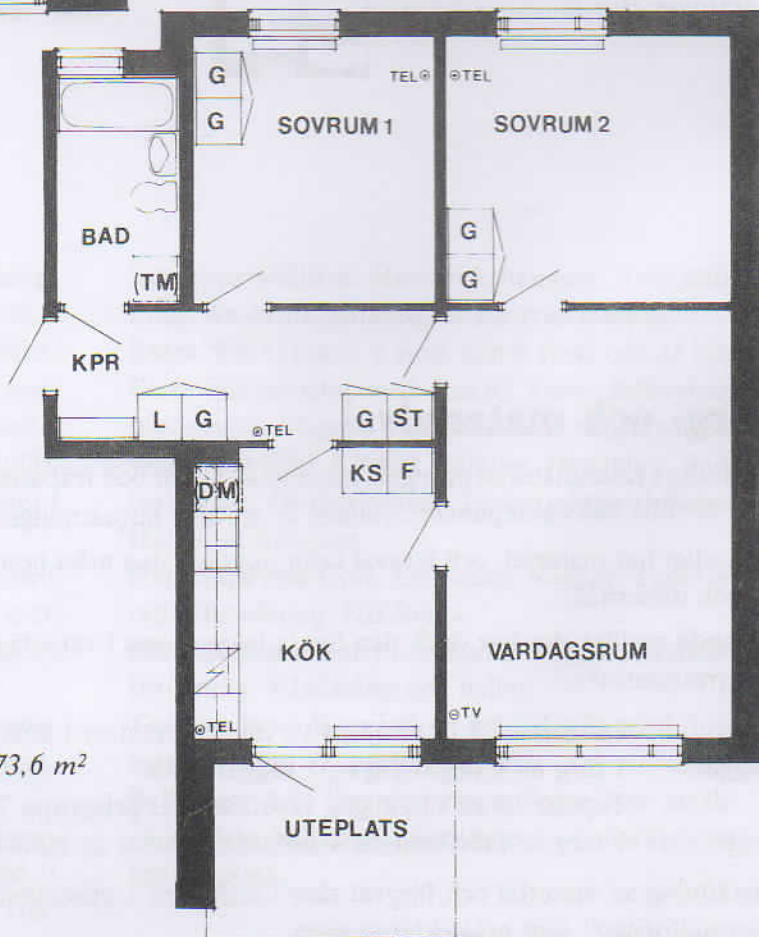 G
TEL
TEL
G
SOVRUM 1
SOVRUM 2
BAD
G
(TM)
G
KPR
L
G
TEL
G
ST
DM
KS
F
KÖK
VARDAGSRUM
TEL
TV
73,6 m²
UTEPLATS